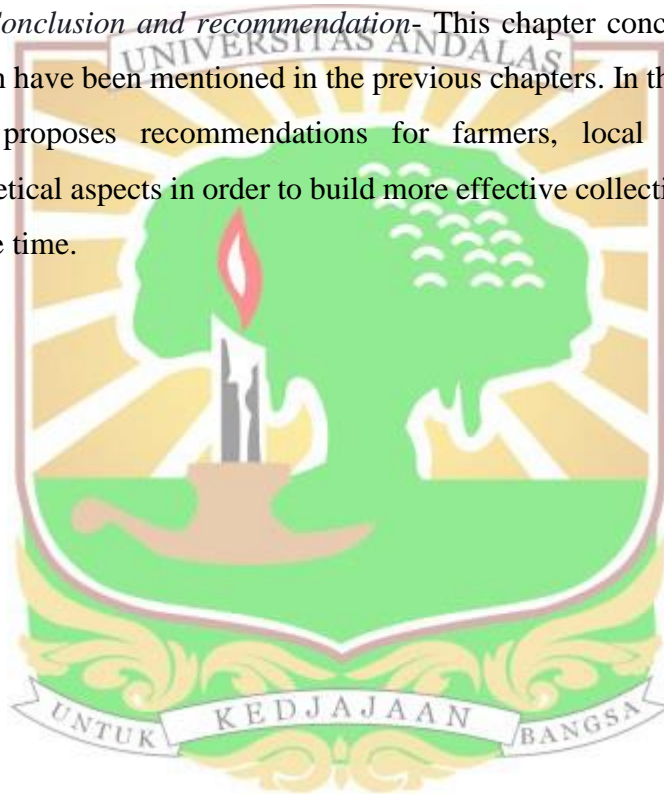 Conclusion and recommendation- This chapter conc
UNIVERSITAS ANDALAS
have been mentioned in the previous chapters. In th
proposes recommendations for farmers, local
etical aspects in order to build more effective collecti
time.
UNTUK KEDJAJAAN BANGSA